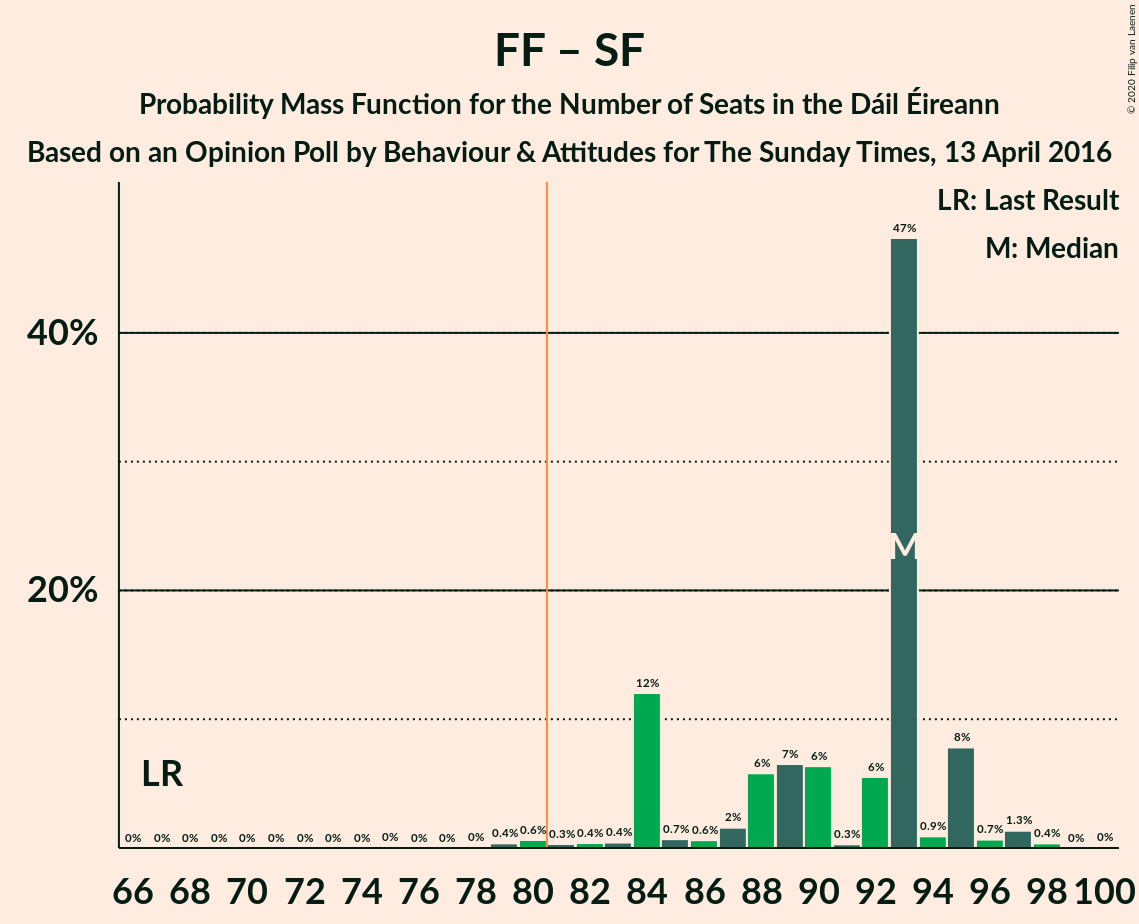 FF – SF
Probability Mass Function for the Number of Seats in the Dáil Éireann
Based on an Opinion Poll by Behaviour & Attitudes for The Sunday Times, 13 April 2016
© 2020 Filip van Laenen
LR: Last Result
M: Median
40%
20%
LR
M
0% 0% 0% 0% 0% 0% 0% 0% 0% 0% 0% 0% 0% 0.4% 0.6% 0.3% 0.4% 0.4% 12% 0.7% 0.6% 2% 6% 7% 6% 0.3% 6% 47% 0.9% 8% 0.7% 1.3% 0.4% 0% 0%
66 68 70 72 74 76 78 80 82 84 86 88 90 92 94 96 98 100